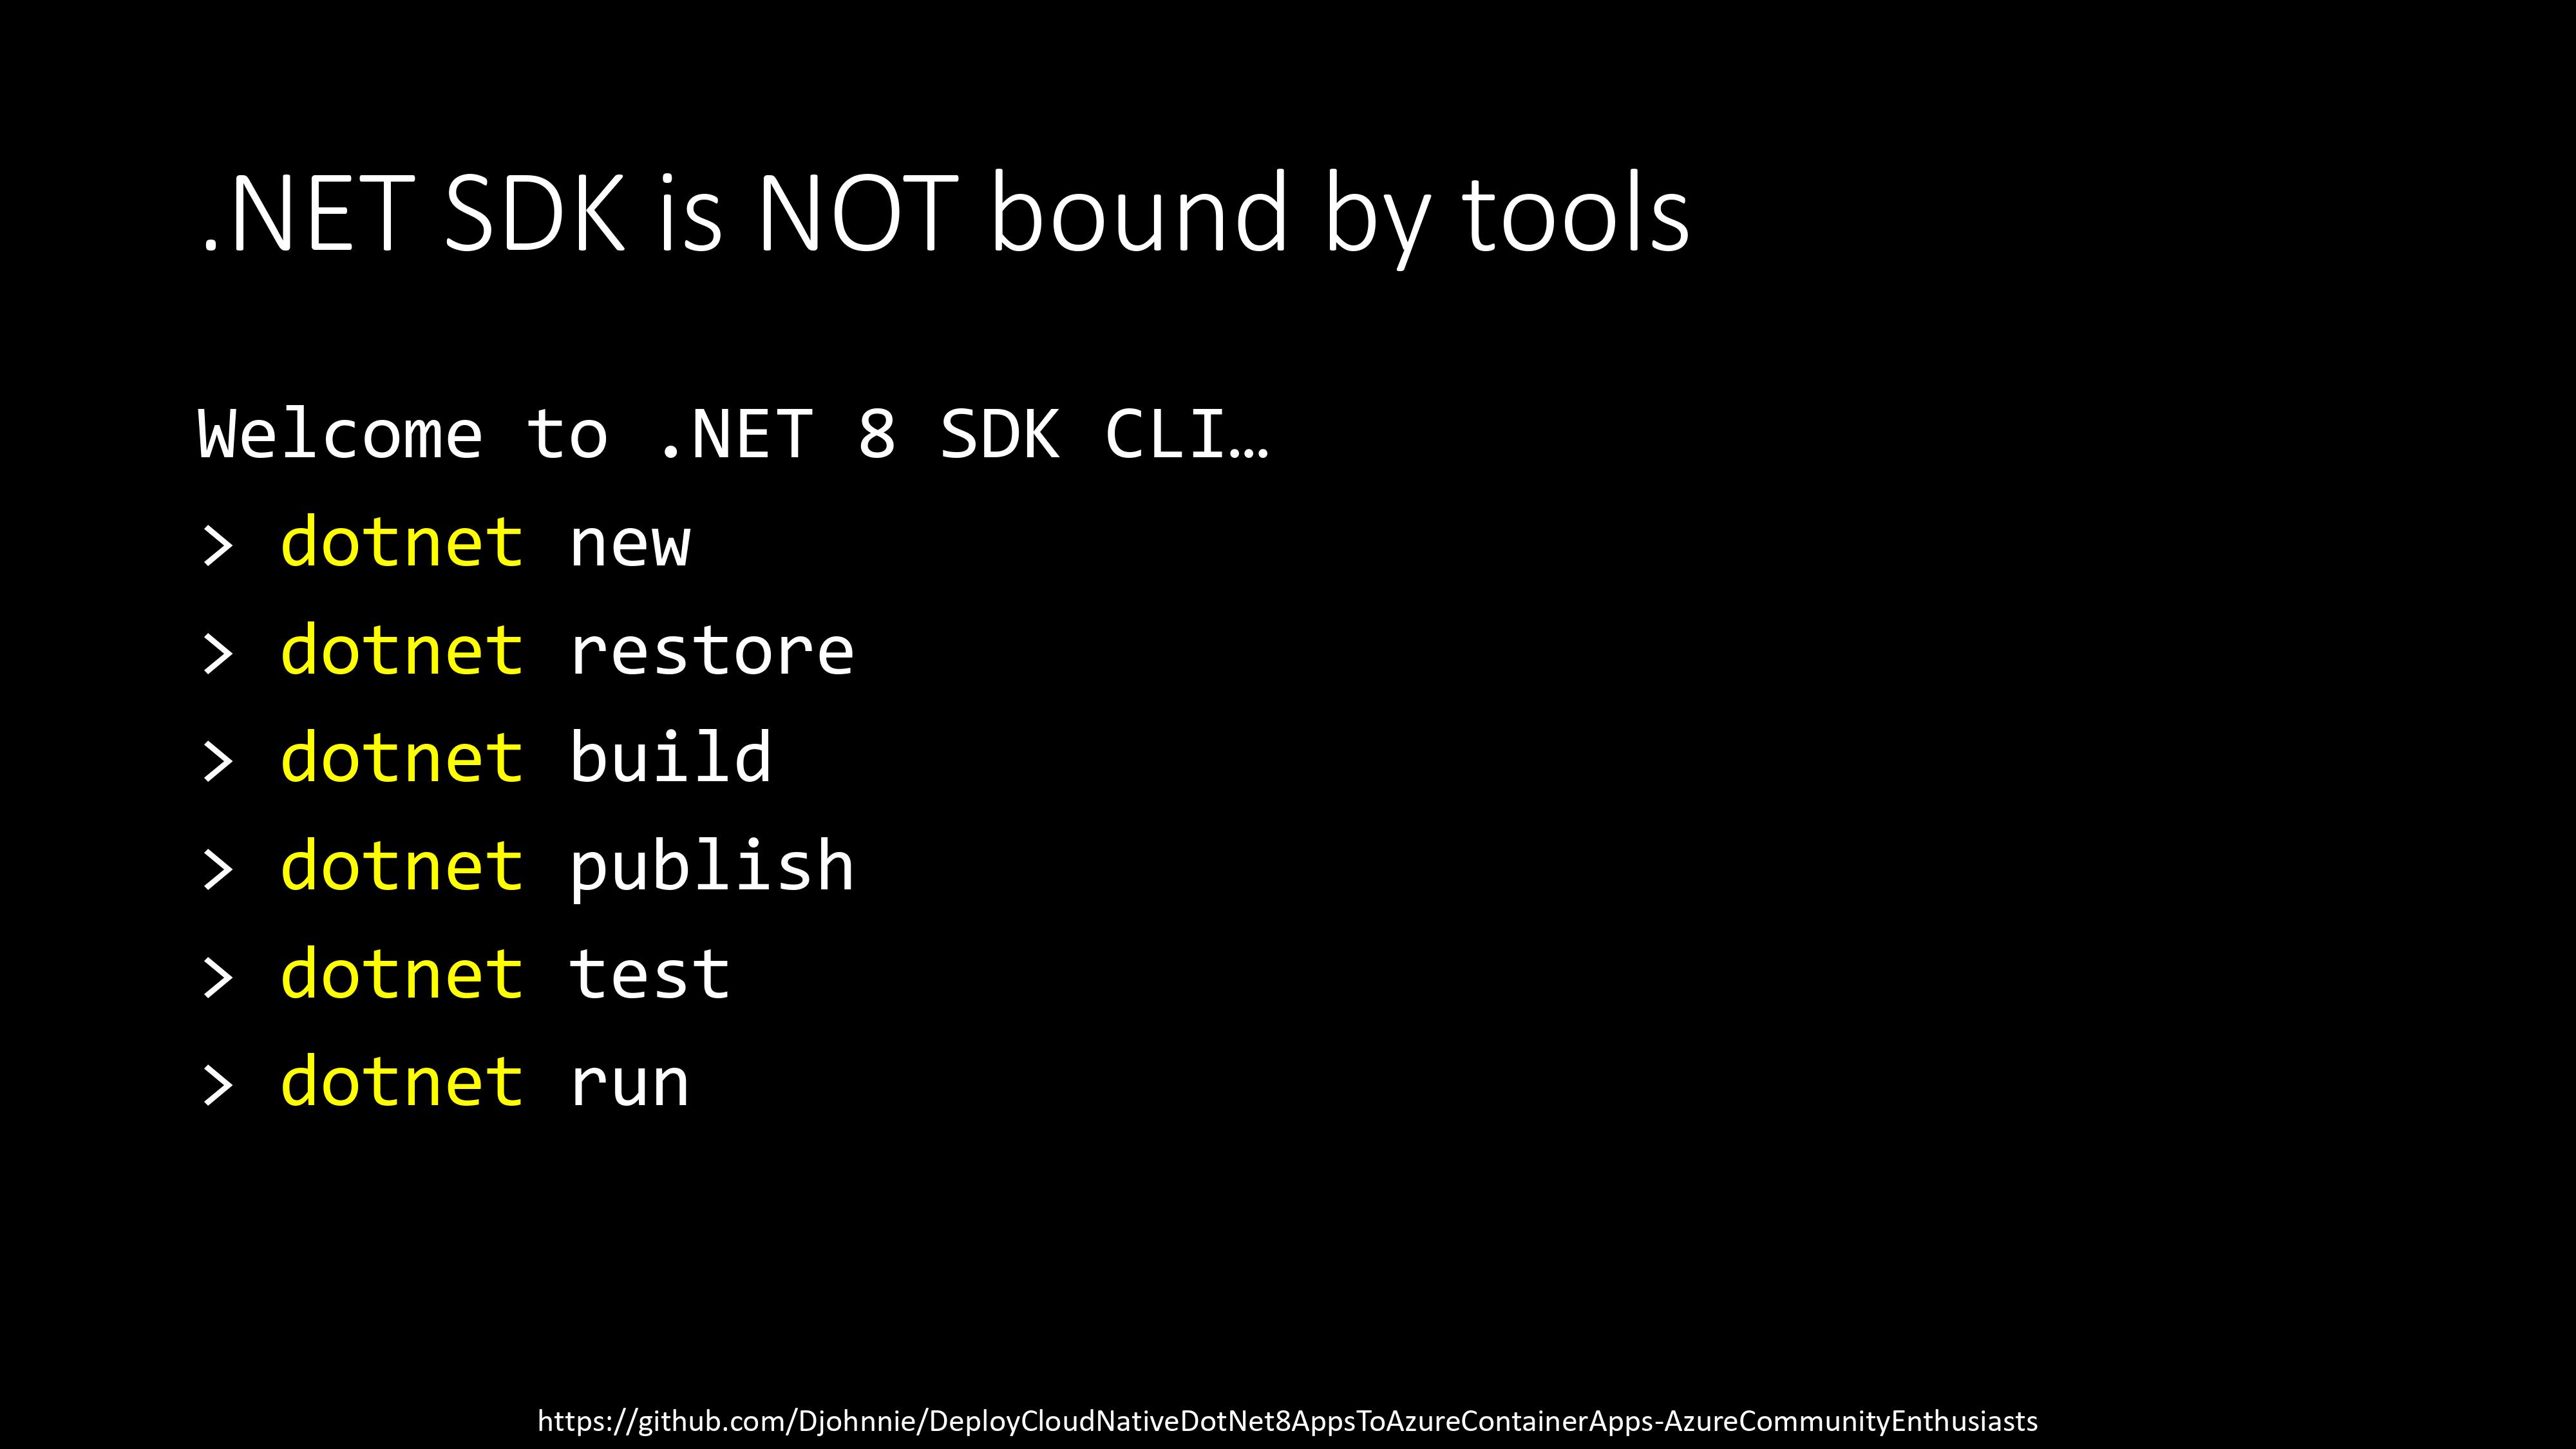 .NET SDK is NOT bound by tools
Welcome to .NET 8 SDK CLI…
> dotnet new
> dotnet restore
> dotnet build
> dotnet publish
> dotnet test
> dotnet run
https://github.com/Djohnnie/DeployCloudNativeDotNet8AppsToAzureContainerApps-AzureCommunityEnthusiasts